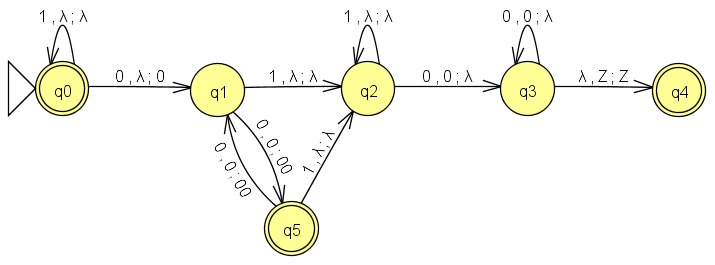 1 , λ ; λ
1 , λ ; λ
0 , 0 ; λ
q0
0 , λ ; 0
q1
1 , λ ; λ
q2
0 , 0 ; λ
q3
λ , Z ; Z
q4
0 , 0 ; 00
0 , 0 ; 00
1 , λ ; λ
q5